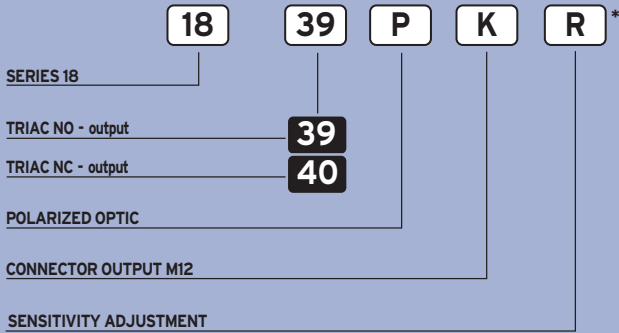 18 39 P K R *
SERIES 18
TRIAC NO - output 39
TRIAC NC - output 40
POLARIZED OPTIC
CONNECTOR OUTPUT M12
SENSITIVITY ADJUSTMENT